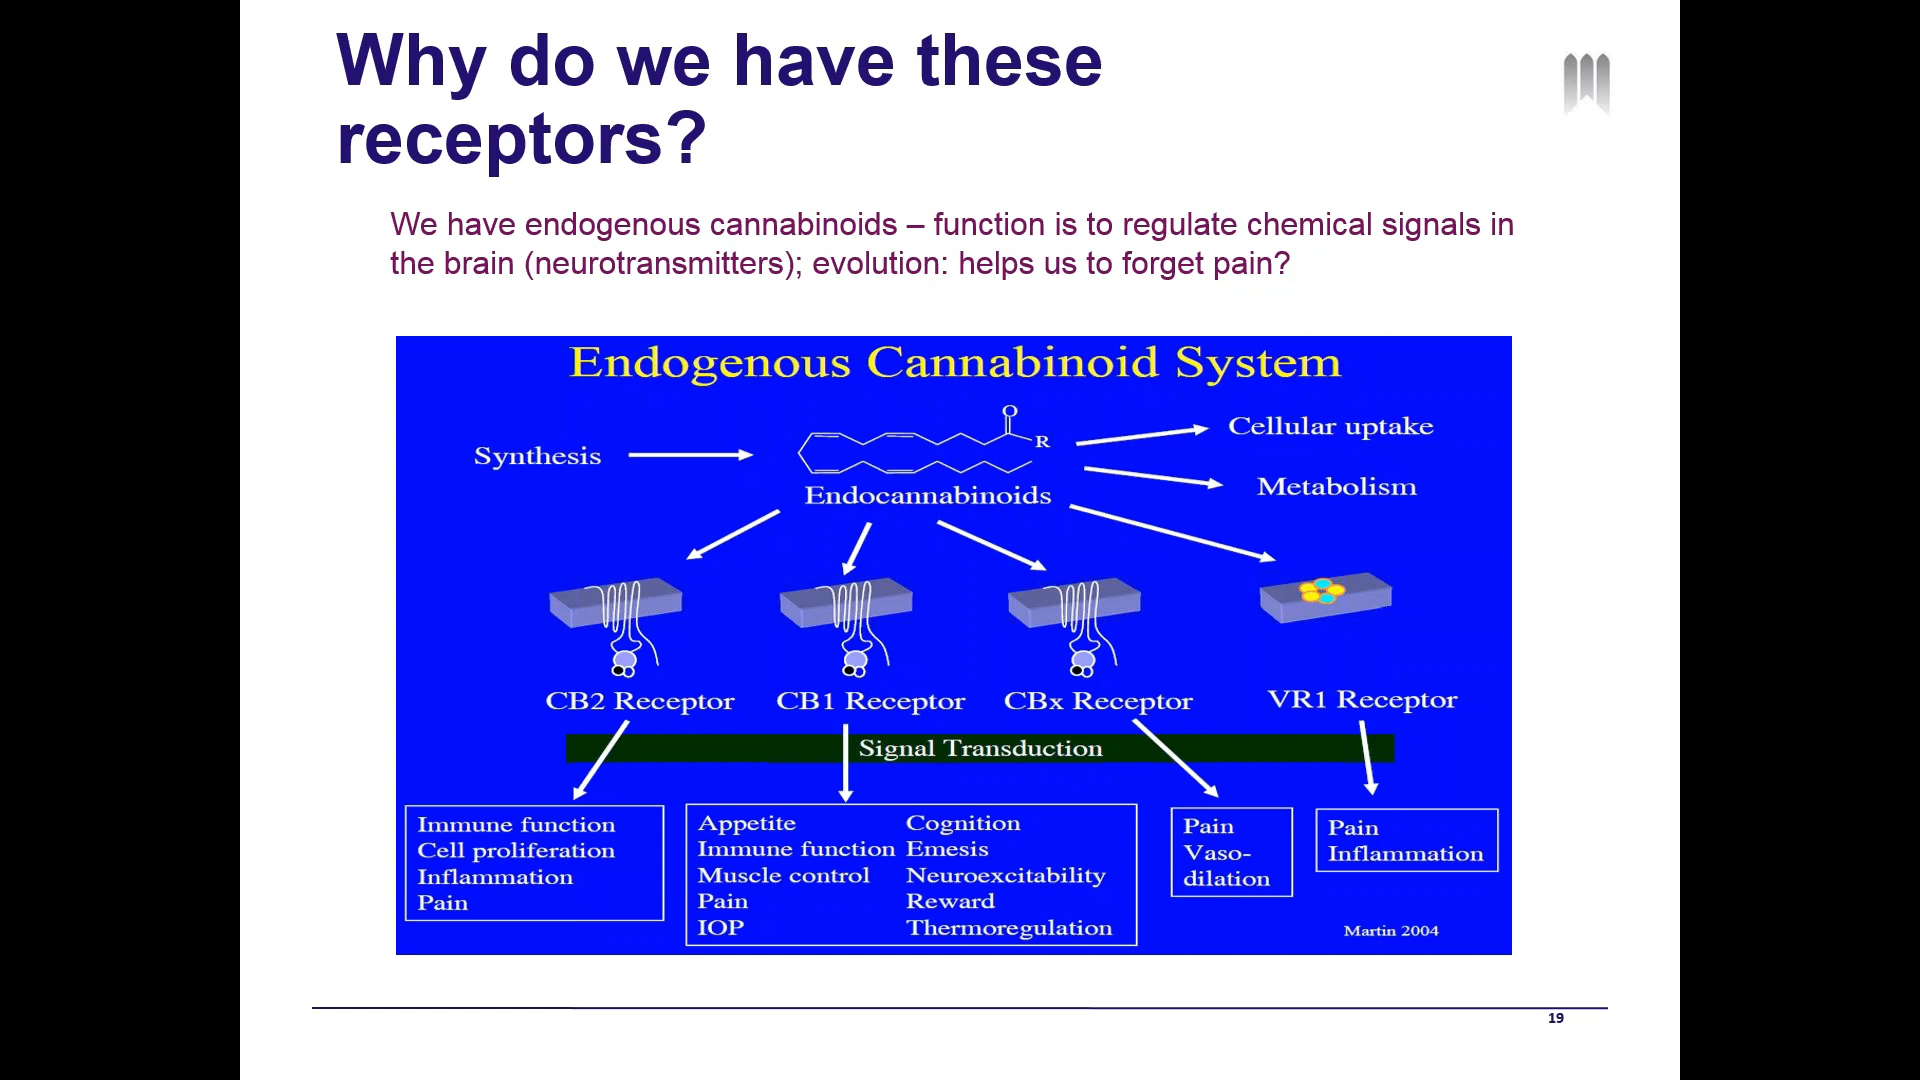 Why do we have these
receptors?
We have endogenous cannabinoids – function is to regulate chemical signals in
the brain (neurotransmitters); evolution: helps us to forget pain?
Endogenous Cannabinoid System
Synthesis
O
R
Endocannabinoids
Cellular uptake
Metabolism
CB2 Receptor
CB1 Receptor
CBx Receptor
VR1 Receptor
Signal Transduction
Immune function
Cell proliferation
Inflammation
Pain
Appetite
Immune function
Muscle control
Pain
IOP
Cognition
Emesis
Neuroexcitability
Reward
Thermoregulation
Pain
Vaso-
dilation
Pain
Inflammation
Martin 2004
19